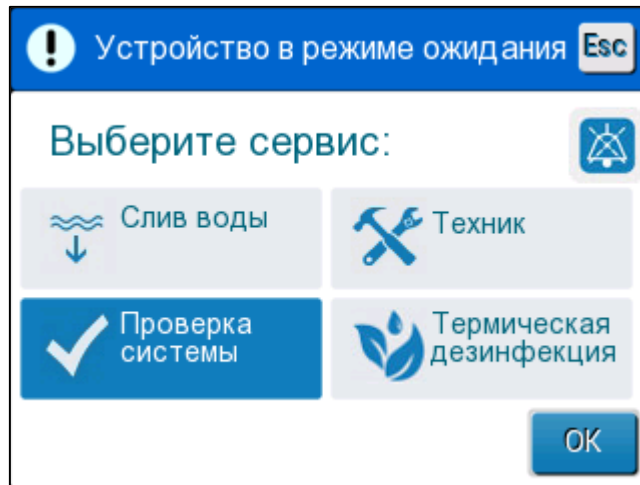 Устройство в режиме ожидания Esc
Выберите сервис:
Слив воды
Техник
Проверка
системы
Термическая
дезинфекция
OK